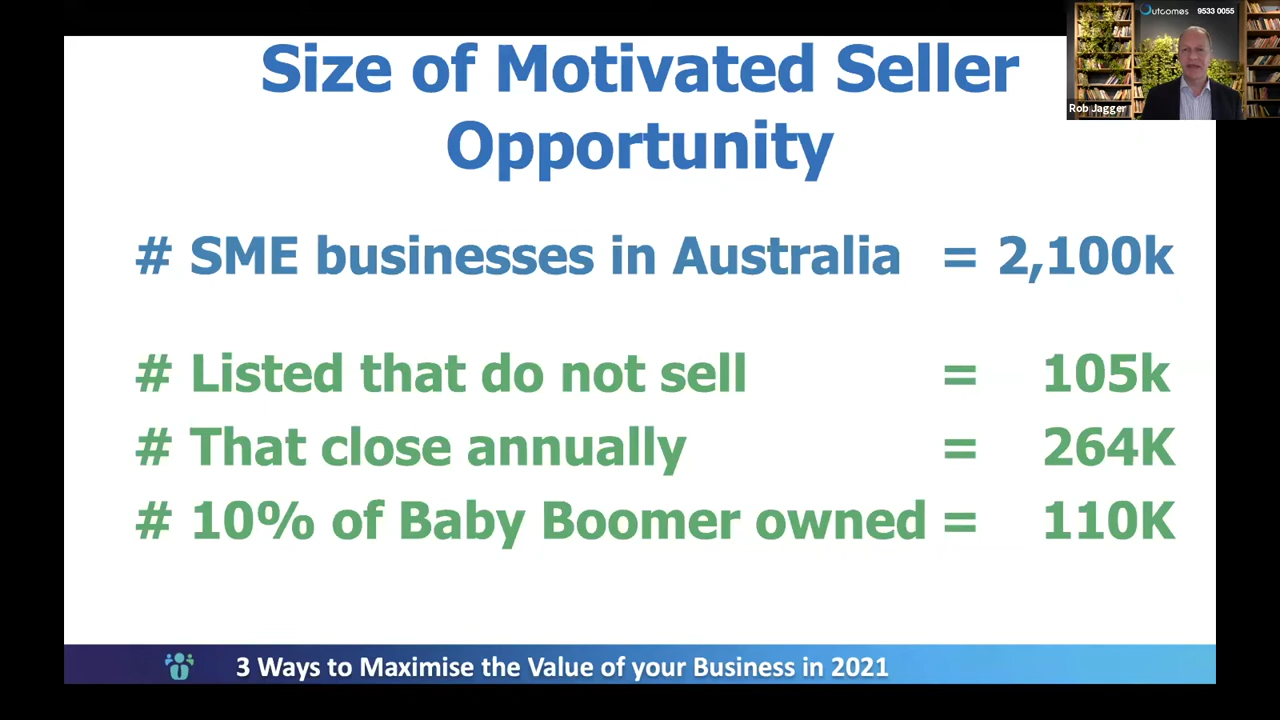 Size of Motivated Seller
Opportunity
# SME businesses in Australia = 2,100k
# Listed that do not sell = 105k
# That close annually = 264K
# 10% of Baby Boomer owned = 110K
3 Ways to Maximise the Value of your Business in 2021
Outcomes 9533 0055
Rob Jagger